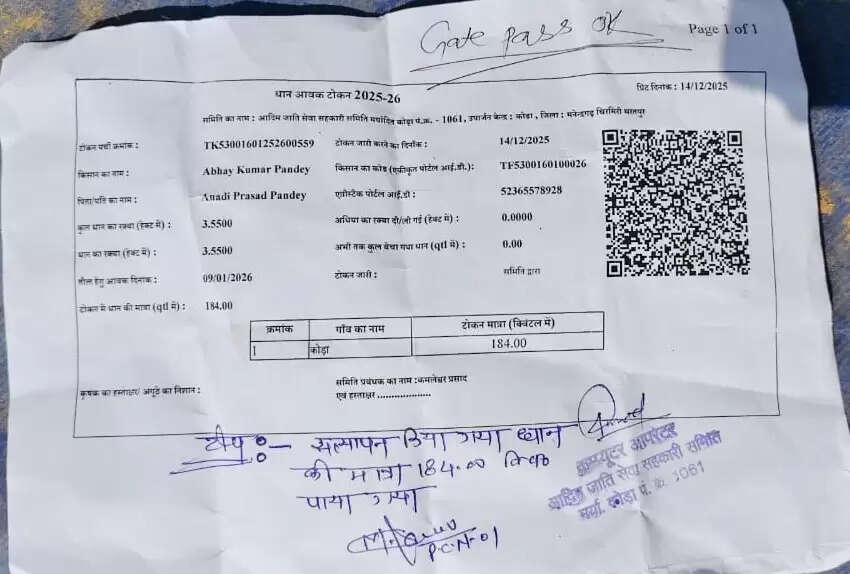 Gate Pass OK
Page 1 of 1
धान आवक टोकन 2025-26
प्रिंट दिनांक : 14/12/2025
समिति का नाम : आदिम जाति सेवा सहकारी समिति मर्यादित कोड़ा पं.क्र. - 1061, उपार्जन केन्द्र : कोड़ा , जिला : मनेन्द्रगढ़ चिरमिरी भरतपुर
टोकन पर्ची क्रमांक : TK53001601252600559 टोकन जारी करने का दिनांक : 14/12/2025
किसान का नाम : Abhay Kumar Pandey किसान का कोड (एकीकृत पोर्टल आई.डी.): TF5300160100026
पिता/पति का नाम : Anadi Prasad Pandey एग्रीस्टेक पोर्टल आई.डी : 52365578928
कुल धान का रकबा (हेक्ट में) : 3.5500 अधिया का रकबा दी/ली गई (हेक्ट में) : 0.0000
धान का रकबा (हेक्ट में) : 3.5500 अभी तक कुल बेचा गया धान (qtl में) : 0.00
तौल हेतु आवक दिनांक : 09/01/2026 टोकन जारी : समिति द्वारा
टोकन में धान की मात्रा (qtl में) : 184.00
क्रमांक गाँव का नाम टोकन मात्रा (क्विंटल में)
1 कोड़ा 184.00
कृषक का हस्ताक्षर/ अंगूठे का निशान : समिति प्रबंधक का नाम :कमलेश्वर प्रसाद
एवं हस्ताक्षर ..................
टीप :- सत्यापन किया गया ध्यान
की मात्रा 184.00
पाया गया
P.C.N-01
कम्प्यूटर आपरेटर
आदिम जाति सेवा सहकारी समिति
मर्या. कोड़ा पं. क्र. 1061